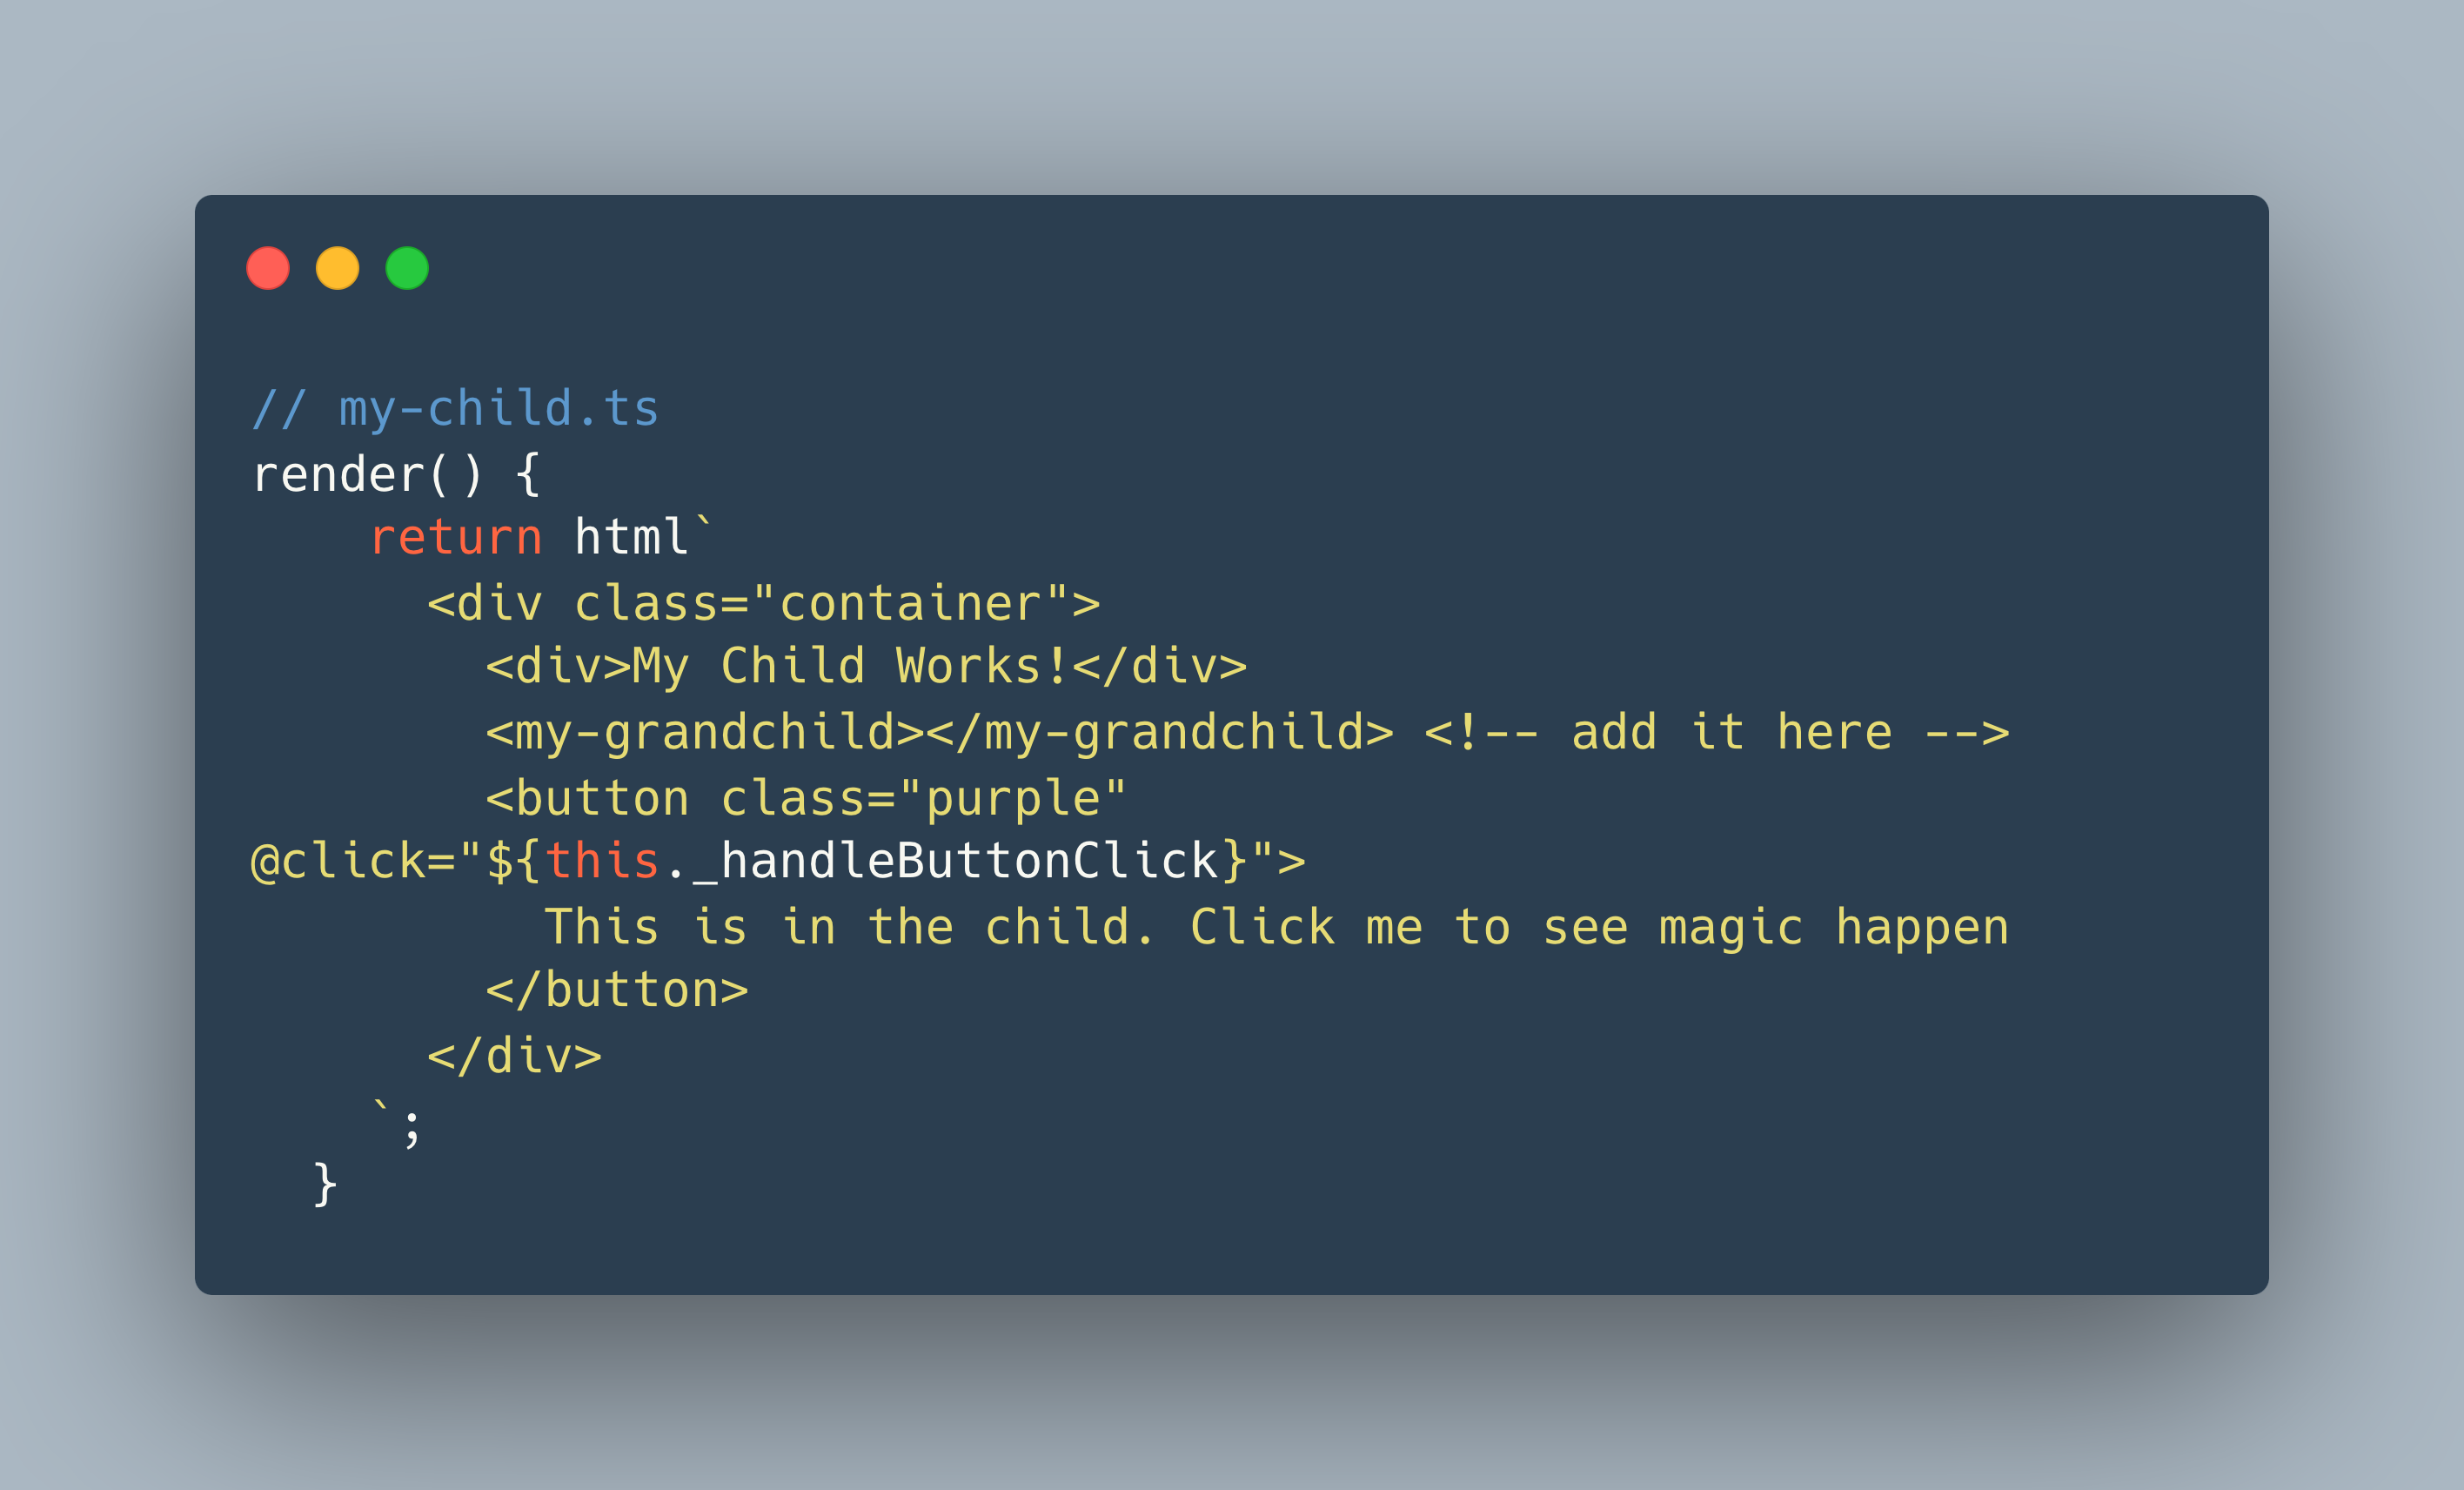 // my-child.ts
render() {
    return html`
      <div class="container">
        <div>My Child Works!</div>
        <my-grandchild></my-grandchild> <!-- add it here -->
        <button class="purple"
@click="${this._handleButtonClick}">
          This is in the child. Click me to see magic happen
        </button>
      </div>
    `;
  }